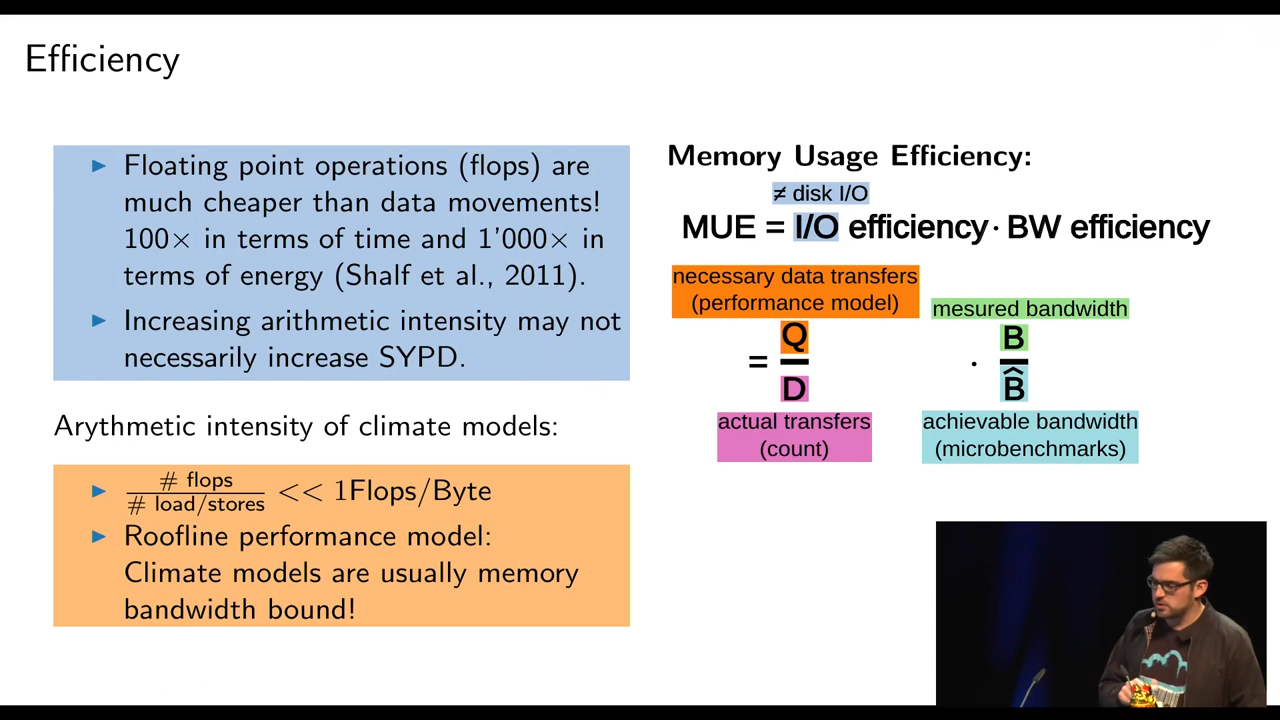 Efficiency
Floating point operations (flops) are
much cheaper than data movements!
100× in terms of time and 1'000× in
terms of energy (Shalf et al., 2011).
Increasing arithmetic intensity may not
necessarily increase SYPD.
Arythmetic intensity of climate models:
# flops
# load/stores << 1Flops/Byte
Roofline performance model:
Climate models are usually memory
bandwidth bound!
Memory Usage Efficiency:
≠ disk I/O
MUE = I/O efficiency · BW efficiency
necessary data transfers
(performance model)
mesured bandwidth
= Q / D · B / B̂
actual transfers
(count)
achievable bandwidth
(microbenchmarks)